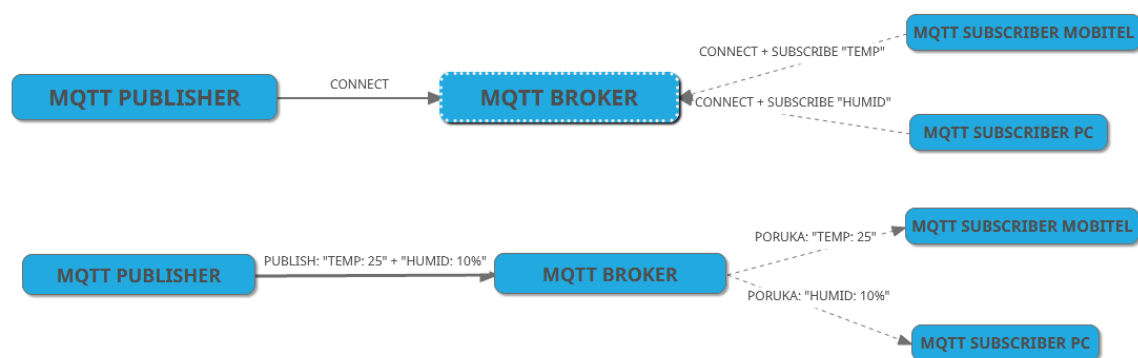 MQTT SUBSCRIBER MOBITEL
CONNECT + SUBSCRIBE "TEMP"
MQTT PUBLISHER
CONNECT
MQTT BROKER
CONNECT + SUBSCRIBE "HUMID"
MQTT SUBSCRIBER PC
MQTT SUBSCRIBER MOBITEL
PORUKA: "TEMP: 25"
MQTT PUBLISHER
PUBLISH: "TEMP: 25" + "HUMID: 10%"
MQTT BROKER
PORUKA: "HUMID: 10%"
MQTT SUBSCRIBER PC